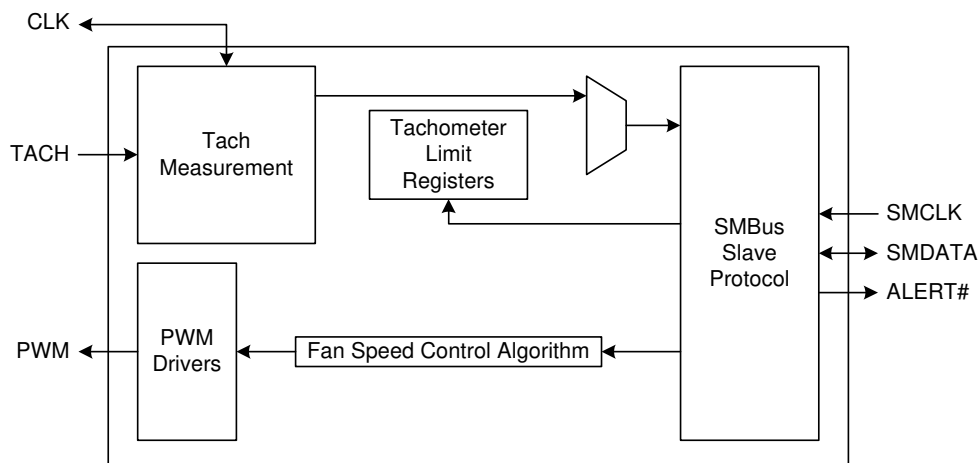 CLK
Tach
Measurement
TACH
Tachometer
Limit
Registers
SMBus
Slave
Protocol
SMCLK
SMDATA
ALERT#
PWM
PWM
Drivers
Fan Speed Control Algorithm